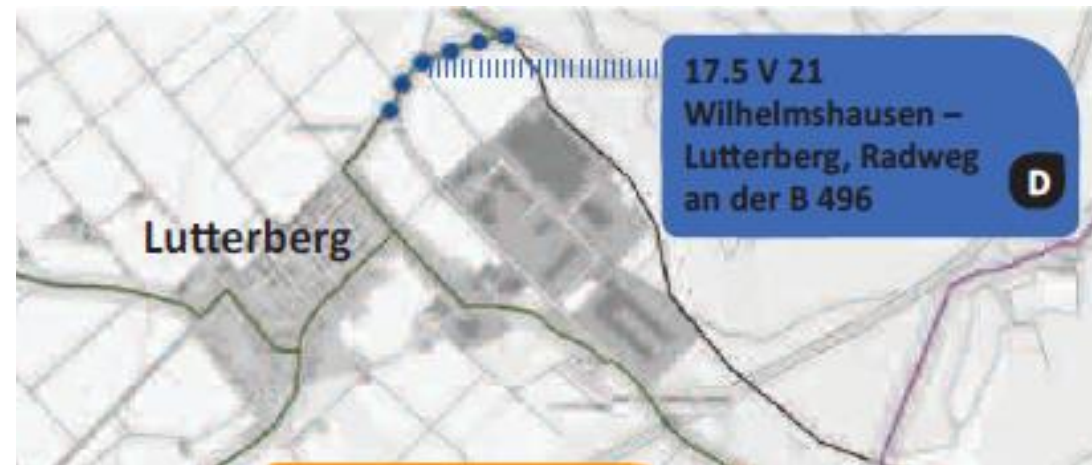 17.5 V 21
Wilhelmshausen –
Lutterberg, Radweg
an der B 496
D
Lutterberg